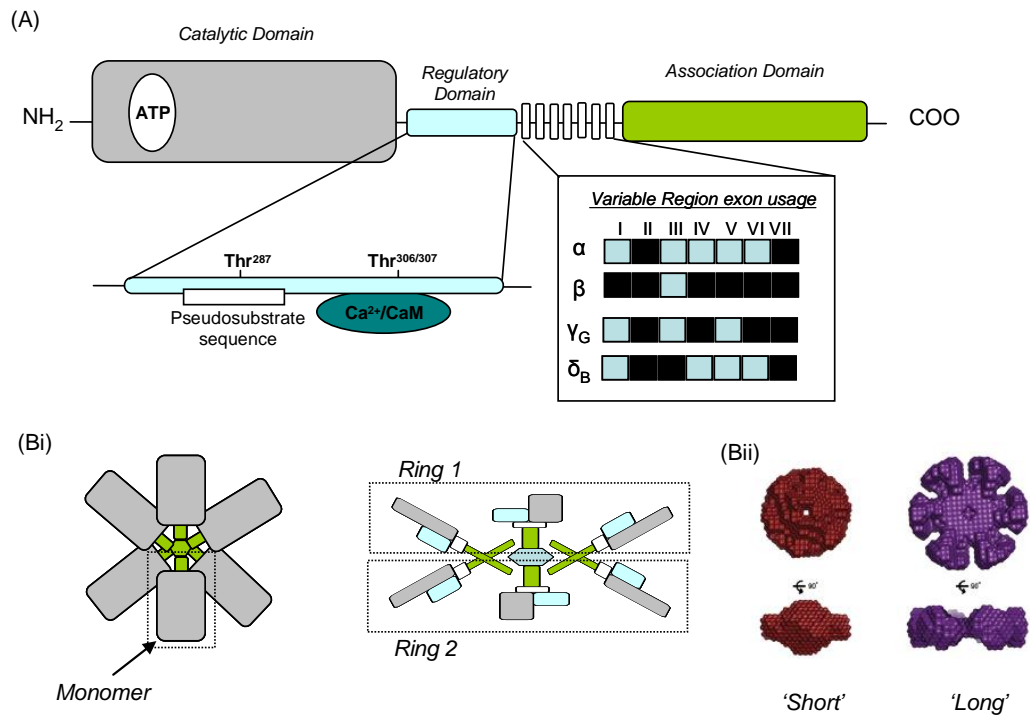 (A)
Catalytic Domain
Regulatory
Domain
Association Domain
NH₂
ATP
COO
Variable Region exon usage
I II III IV V VI VII
α
β
γG
δB
Thr²⁸⁷
Thr³⁰⁶/³⁰⁷
Pseudosubstrate
sequence
Ca²⁺/CaM
(Bi)
Monomer
Ring 1
Ring 2
(Bii)
90°
90°
'Short'
'Long'